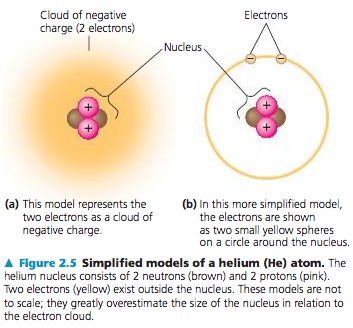 Cloud of negative
charge (2 electrons)
Electrons
Nucleus
+
+
−
−
+
+
(a) This model represents the
two electrons as a cloud of
negative charge.
(b) In this more simplified model,
the electrons are shown
as two small yellow spheres
on a circle around the nucleus.
▲ Figure 2.5 Simplified models of a helium (He) atom. The
helium nucleus consists of 2 neutrons (brown) and 2 protons (pink).
Two electrons (yellow) exist outside the nucleus. These models are not
to scale; they greatly overestimate the size of the nucleus in relation to
the electron cloud.